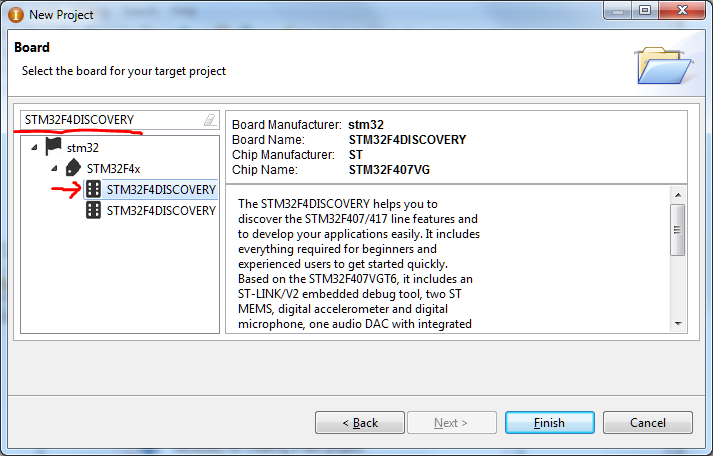 New Project
Board
Select the board for your target project
STM32F4DISCOVERY
stm32
STM32F4x
STM32F4DISCOVERY
STM32F4DISCOVERY
Board Manufacturer: stm32
Board Name: STM32F4DISCOVERY
Chip Manufacturer: ST
Chip Name: STM32F407VG
The STM32F4DISCOVERY helps you to
discover the STM32F407/417 line features and
to develop your applications easily. It includes
everything required for beginners and
experienced users to get started quickly.
Based on the STM32F407VGT6, it includes an
ST-LINK/V2 embedded debug tool, two ST
MEMS, digital accelerometer and digital
microphone, one audio DAC with integrated
< Back
Next >
Finish
Cancel